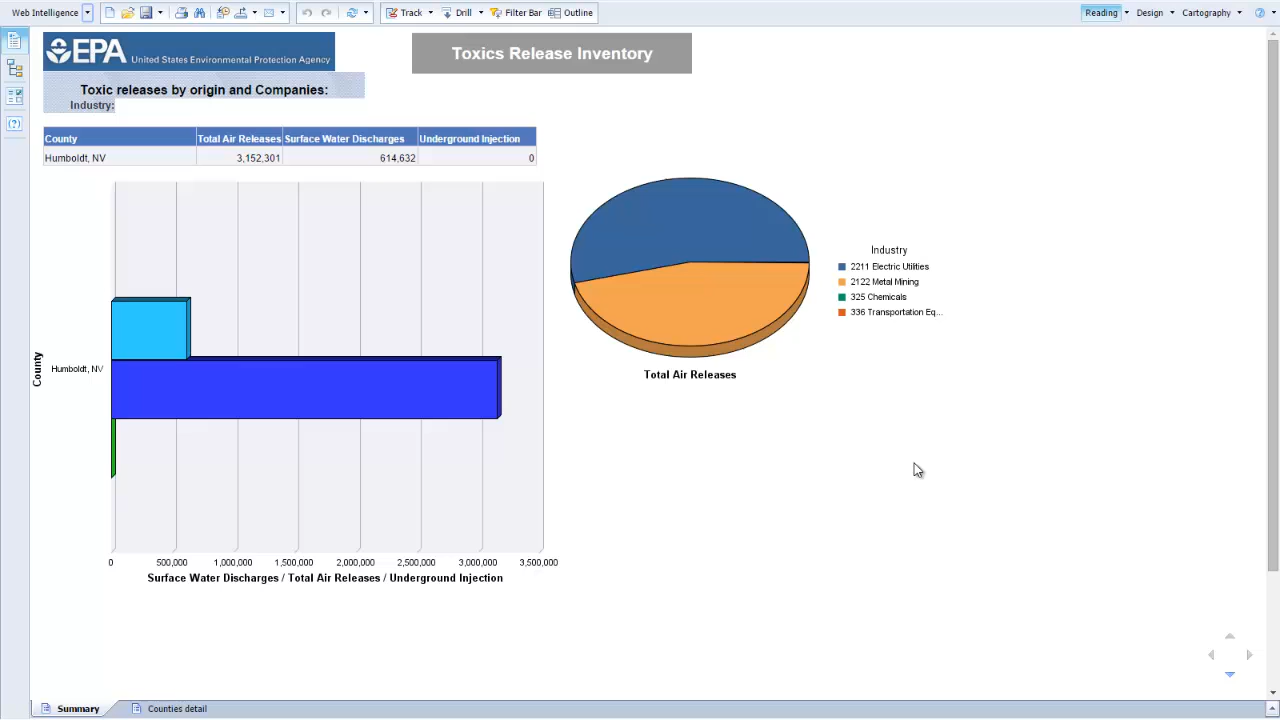 Web Intelligence Track Drill Filter Bar Outline Reading Design Cartography
EPA United States Environmental Protection Agency
Toxics Release Inventory
Toxic releases by origin and Companies:
Industry:
County Total Air Releases Surface Water Discharges Underground Injection
Humboldt, NV 3,152,301 614,632 0
Industry
2211 Electric Utilities
2122 Metal Mining
325 Chemicals
336 Transportation Eq...
Total Air Releases
County
Humboldt, NV
0 500,000 1,000,000 1,500,000 2,000,000 2,500,000 3,000,000 3,500,000
Surface Water Discharges / Total Air Releases / Underground Injection
Summary Counties detail